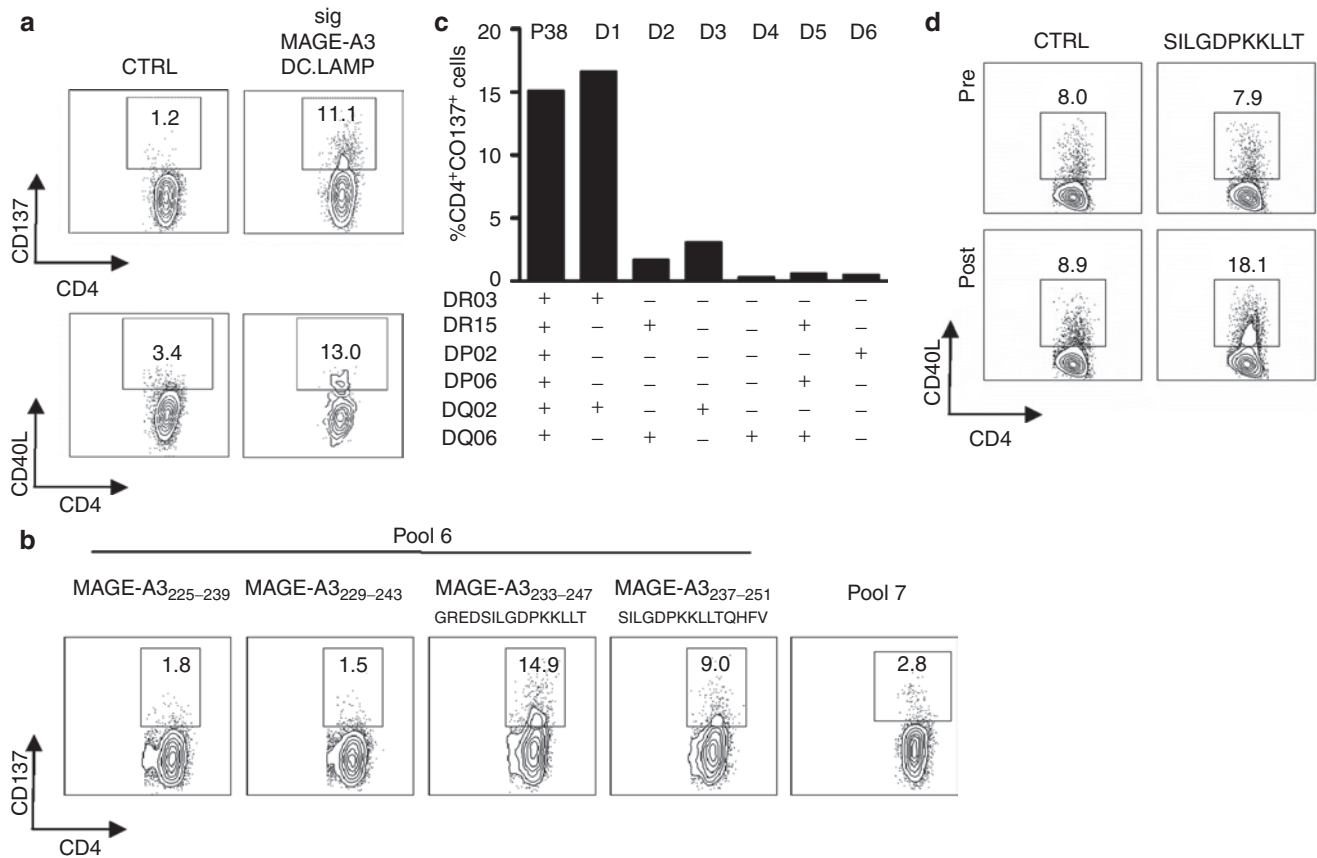 a
CTRL
sig
MAGE-A3
DC.LAMP
1.2
11.1
CD137
CD4
3.4
13.0
CD40L
CD4
c
20
15
10
5
0
%CD4⁺CO137⁺ cells
P38 D1 D2 D3 D4 D5 D6
DR03 + + – – – – –
DR15 + – + – – + –
DP02 + – – – – – +
DP06 + – – – – + –
DQ02 + + – + – – –
DQ06 + – + – + + –
d
CTRL
SILGDPKKLLT
Pre
8.0
7.9
Post
8.9
18.1
CD40L
CD4
b
Pool 6
MAGE-A3₂₂₅₋₂₃₉
MAGE-A3₂₂₉₋₂₄₃
MAGE-A3₂₃₃₋₂₄₇
GREDSILGDPKKLLT
MAGE-A3₂₃₇₋₂₅₁
SILGDPKKLLTQHFV
Pool 7
1.8
1.5
14.9
9.0
2.8
CD137
CD4